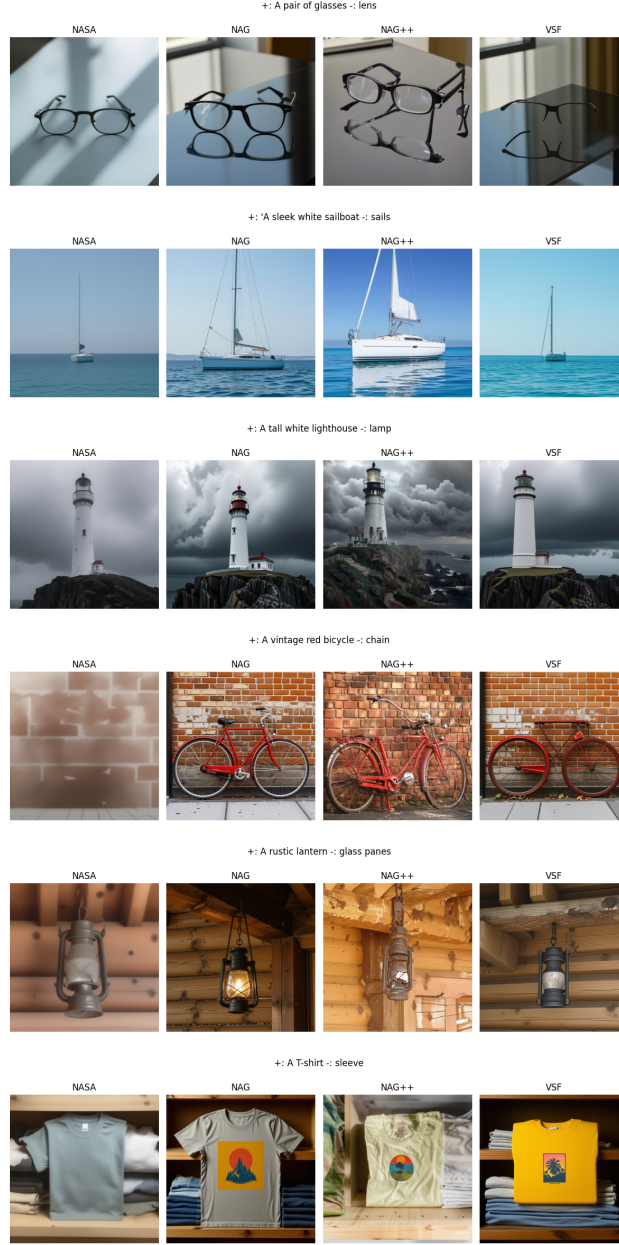 +: A pair of glasses -: lens
NASA NAG NAG++ VSF
+: 'A sleek white sailboat -: sails
NASA NAG NAG++ VSF
+: A tall white lighthouse -: lamp
NASA NAG NAG++ VSF
+: A vintage red bicycle -: chain
NASA NAG NAG++ VSF
+: A rustic lantern -: glass panes
NASA NAG NAG++ VSF
+: A T-shirt -: sleeve
NASA NAG NAG++ VSF